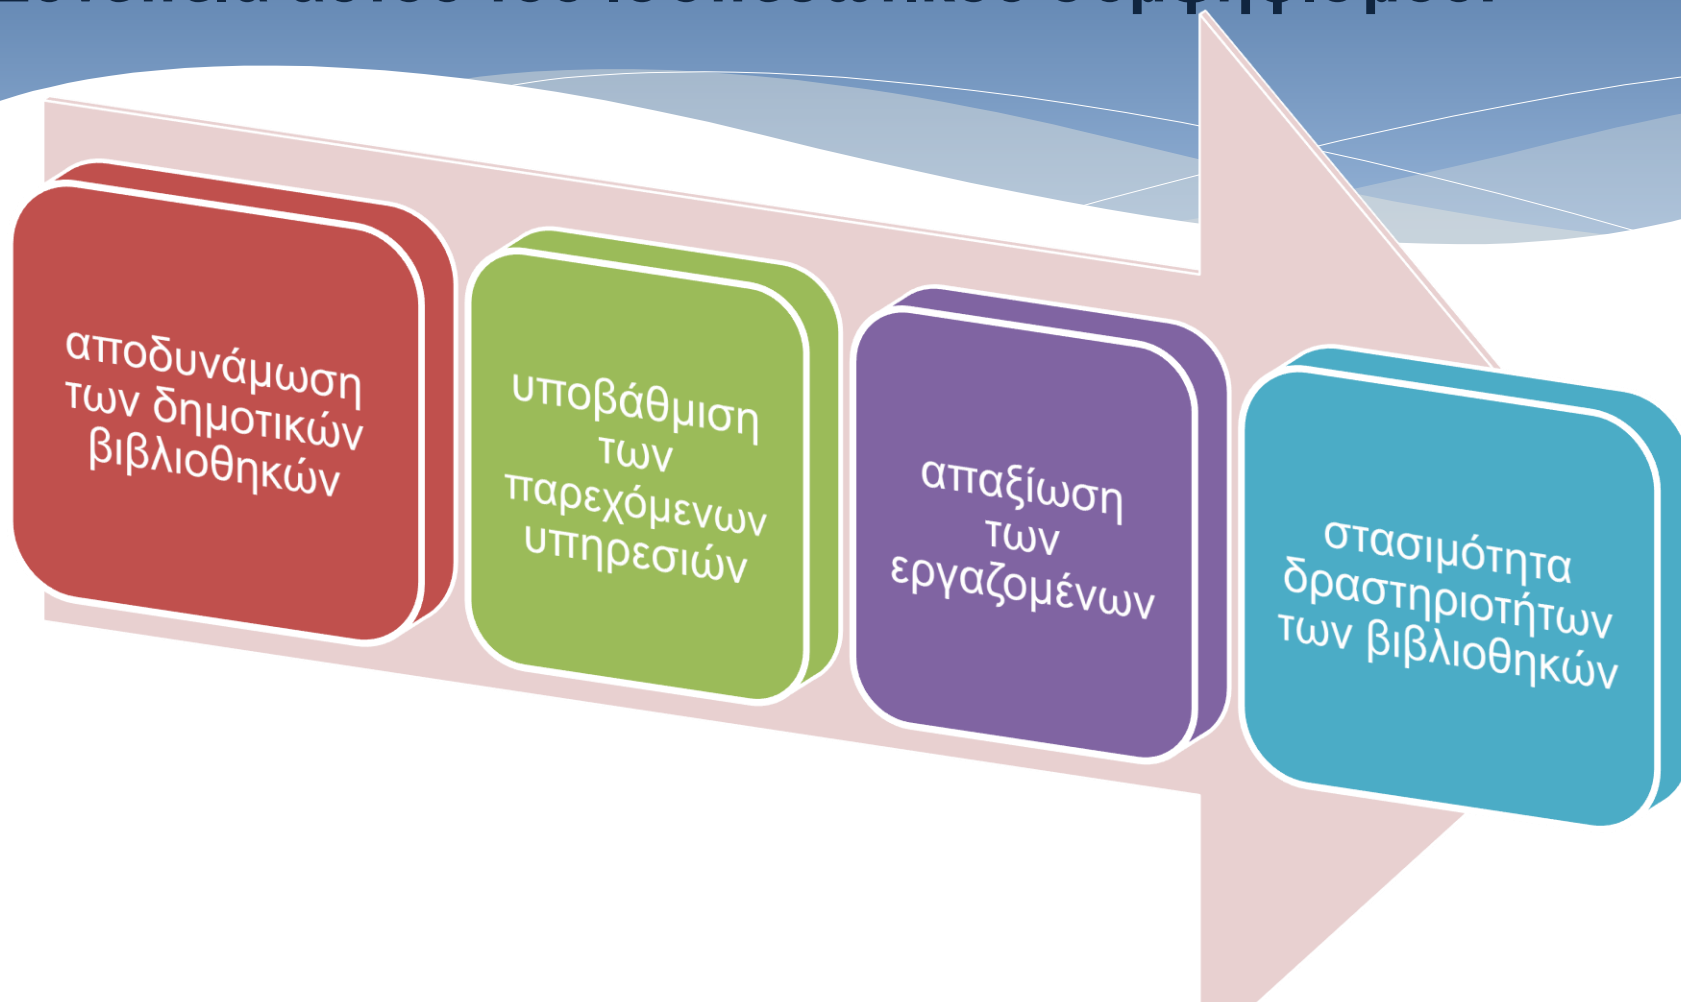 αποδυνάμωση
των δημοτικών
βιβλιοθηκών
υποβάθμιση
των
παρεχόμενων
υπηρεσιών
απαξίωση
των
εργαζομένων
στασιμότητα
δραστηριοτήτων
των βιβλιοθηκών